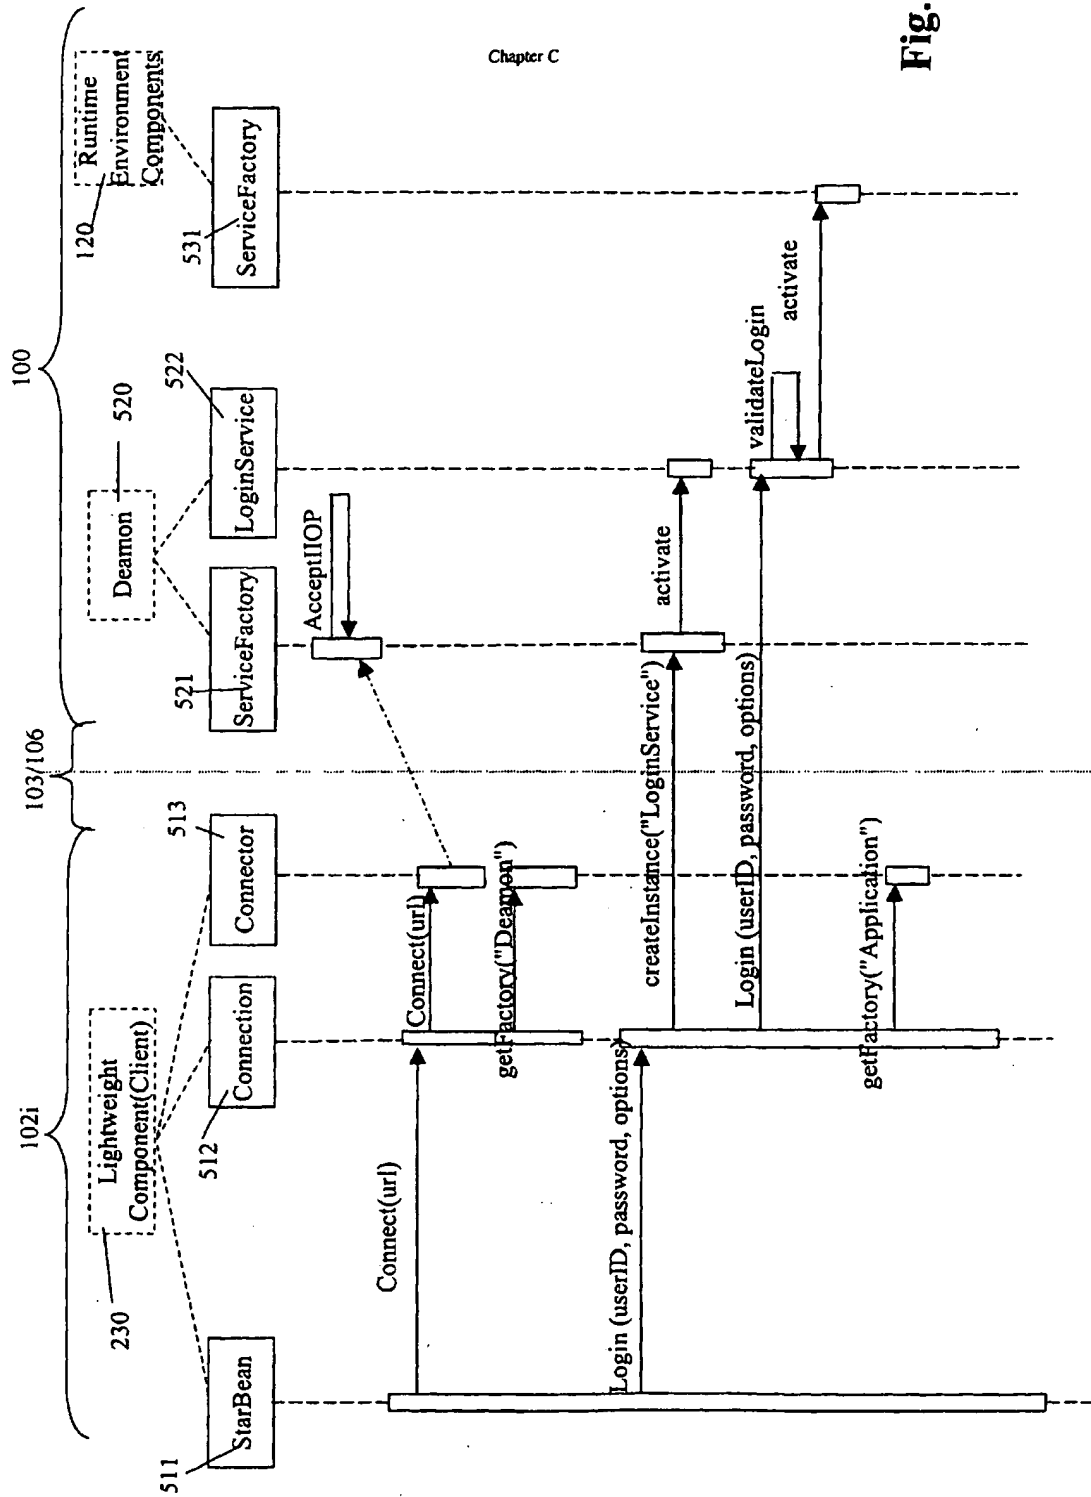 102i
103/106
100
Lightweight
Component(Client)
230
Deamon
520
Runtime
Environment
Components
120
StarBean
511
Connection
512
Connector
513
ServiceFactory
521
LoginService
522
ServiceFactory
531
Connect(url)
Connect(url)
AcceptIIOP
getFactory("Deamon")
Login (userID, password, options)
createInstance("LoginService")
activate
Login (userID, password, options)
validateLogin
activate
getFactory("Application")
Chapter C
Fig.